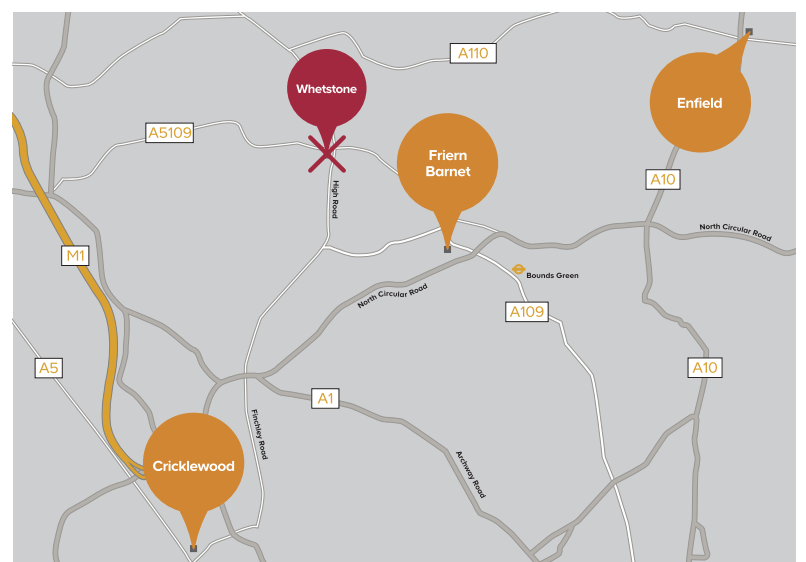 A110
Whetstone
Enfield
A5109
Friern
Barnet
A10
High Road
North Circular Road
M1
Bounds Green
North Circular Road
A109
A5
A10
A1
Finchley Road
Cricklewood
Archway Road